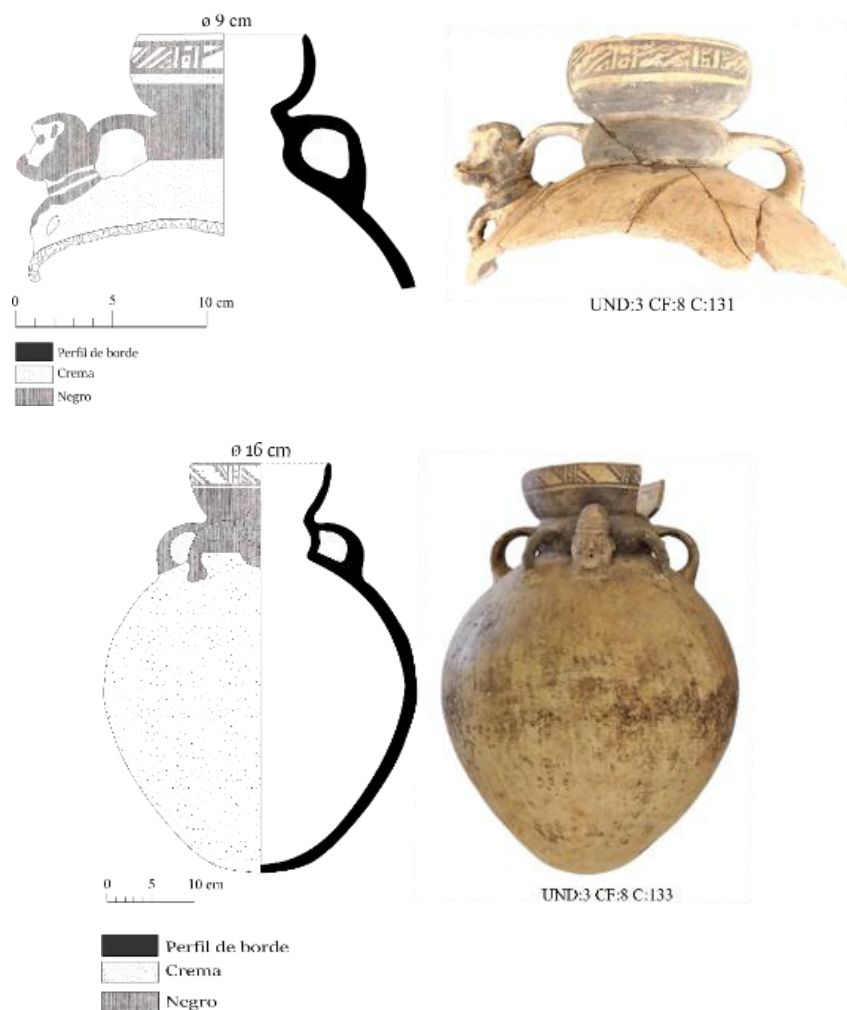 ø 9 cm
0 5 10 cm
Perfil de borde
Crema
Negro
UND:3 CF:8 C:131
ø 16 cm
0 5 10 cm
Perfil de borde
Crema
Negro
UND:3 CF:8 C:133